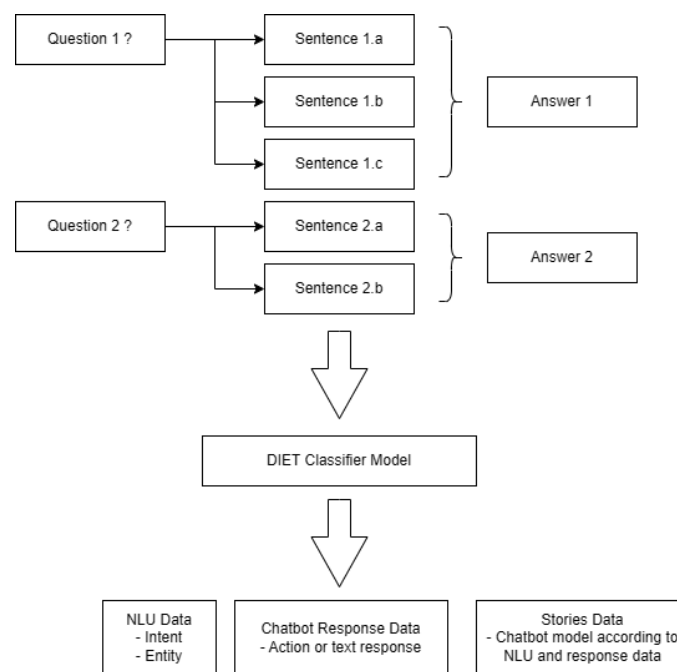 Question 1 ?
Sentence 1.a
Sentence 1.b
Answer 1
Sentence 1.c
Question 2 ?
Sentence 2.a
Answer 2
Sentence 2.b
DIET Classifier Model
NLU Data
- Intent
- Entity
Chatbot Response Data
- Action or text response
Stories Data
- Chatbot model according to
NLU and response data